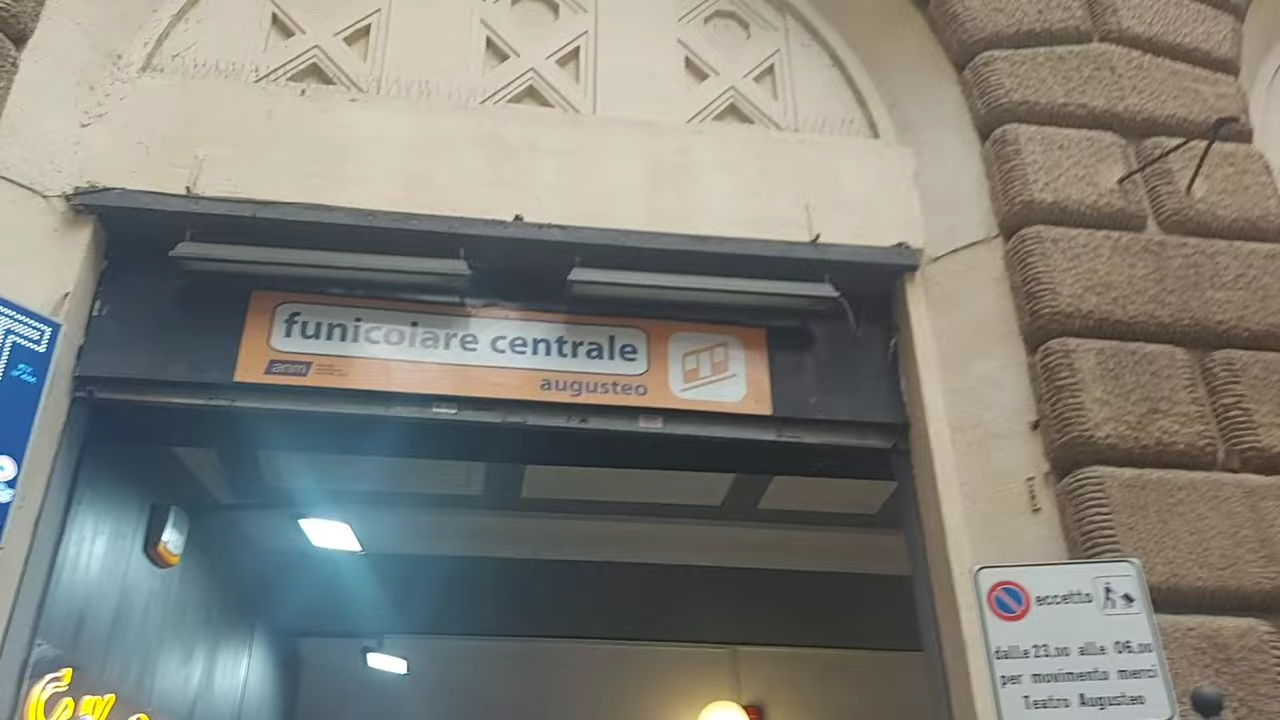 funicolare centrale
anm
augusteo
eccetto
dalle 23,00 alle 06,00
per movimento merci
Teatro Augusteo